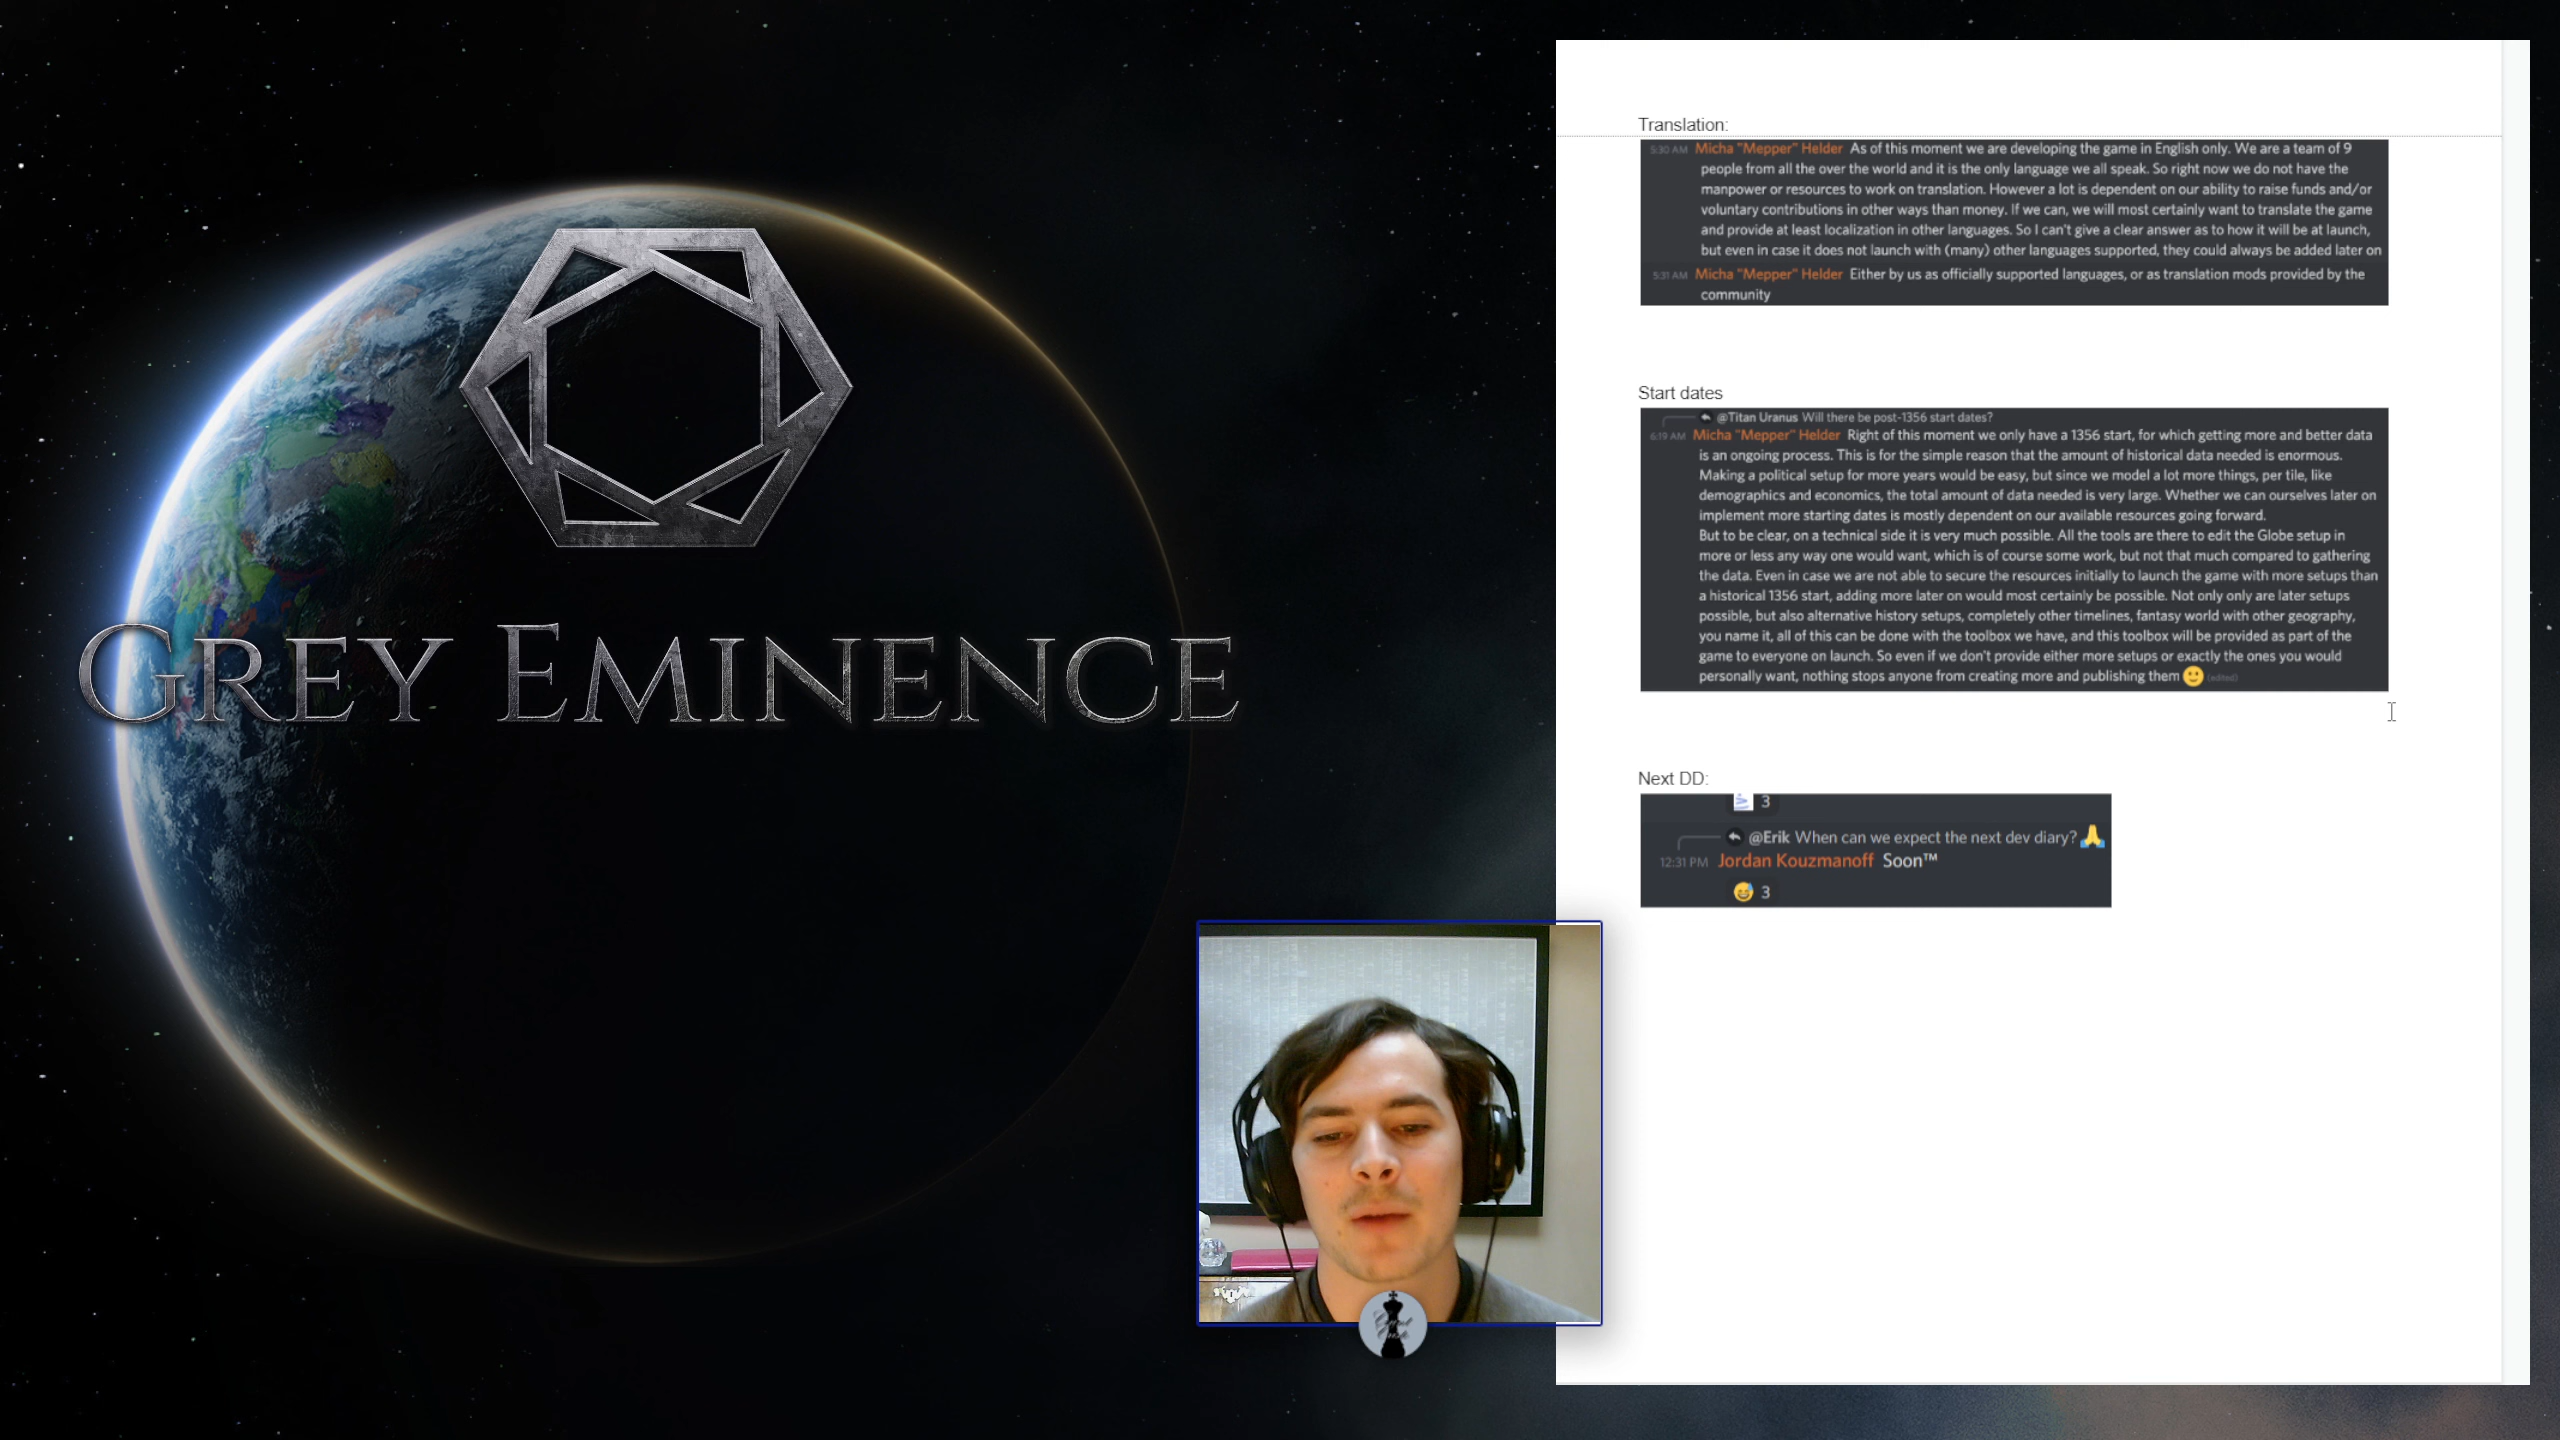 GREY EMINENCE
Translation:
5:30 AM Micha "Mepper" Helder As of this moment we are developing the game in English only. We are a team of 9
people from all the over the world and it is the only language we all speak. So right now we do not have the
manpower or resources to work on translation. However a lot is dependent on our ability to raise funds and/or
voluntary contributions in other ways than money. If we can, we will most certainly want to translate the game
and provide at least localization in other languages. So I can't give a clear answer as to how it will be at launch,
but even in case it does not launch with (many) other languages supported, they could always be added later on
5:31 AM Micha "Mepper" Helder Either by us as officially supported languages, or as translation mods provided by the
community
Start dates
@Titan Uranus Will there be post-1356 start dates?
6:19 AM Micha "Mepper" Helder Right of this moment we only have a 1356 start, for which getting more and better data
is an ongoing process. This is for the simple reason that the amount of historical data needed is enormous.
Making a political setup for more years would be easy, but since we model a lot more things, per tile, like
demographics and economics, the total amount of data needed is very large. Whether we can ourselves later on
implement more starting dates is mostly dependent on our available resources going forward.
But to be clear, on a technical side it is very much possible. All the tools are there to edit the Globe setup in
more or less any way one would want, which is of course some work, but not that much compared to gathering
the data. Even in case we are not able to secure the resources initially to launch the game with more setups than
a historical 1356 start, adding more later on would most certainly be possible. Not only only are later setups
possible, but also alternative history setups, completely other timelines, fantasy world with other geography,
you name it, all of this can be done with the toolbox we have, and this toolbox will be provided as part of the
game to everyone on launch. So even if we don't provide either more setups or exactly the ones you would
personally want, nothing stops anyone from creating more and publishing them 🙂 (edited)
Next DD:
3
@Erik When can we expect the next dev diary? 🙏
12:31 PM Jordan Kouzmanoff Soon™
😅 3